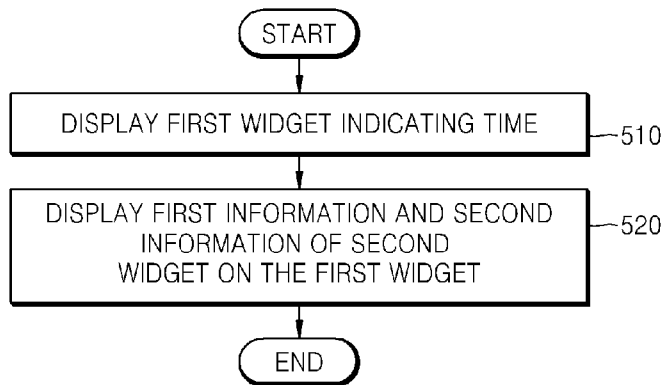 START
DISPLAY FIRST WIDGET INDICATING TIME
510
DISPLAY FIRST INFORMATION AND SECOND
INFORMATION OF SECOND
WIDGET ON THE FIRST WIDGET
520
END